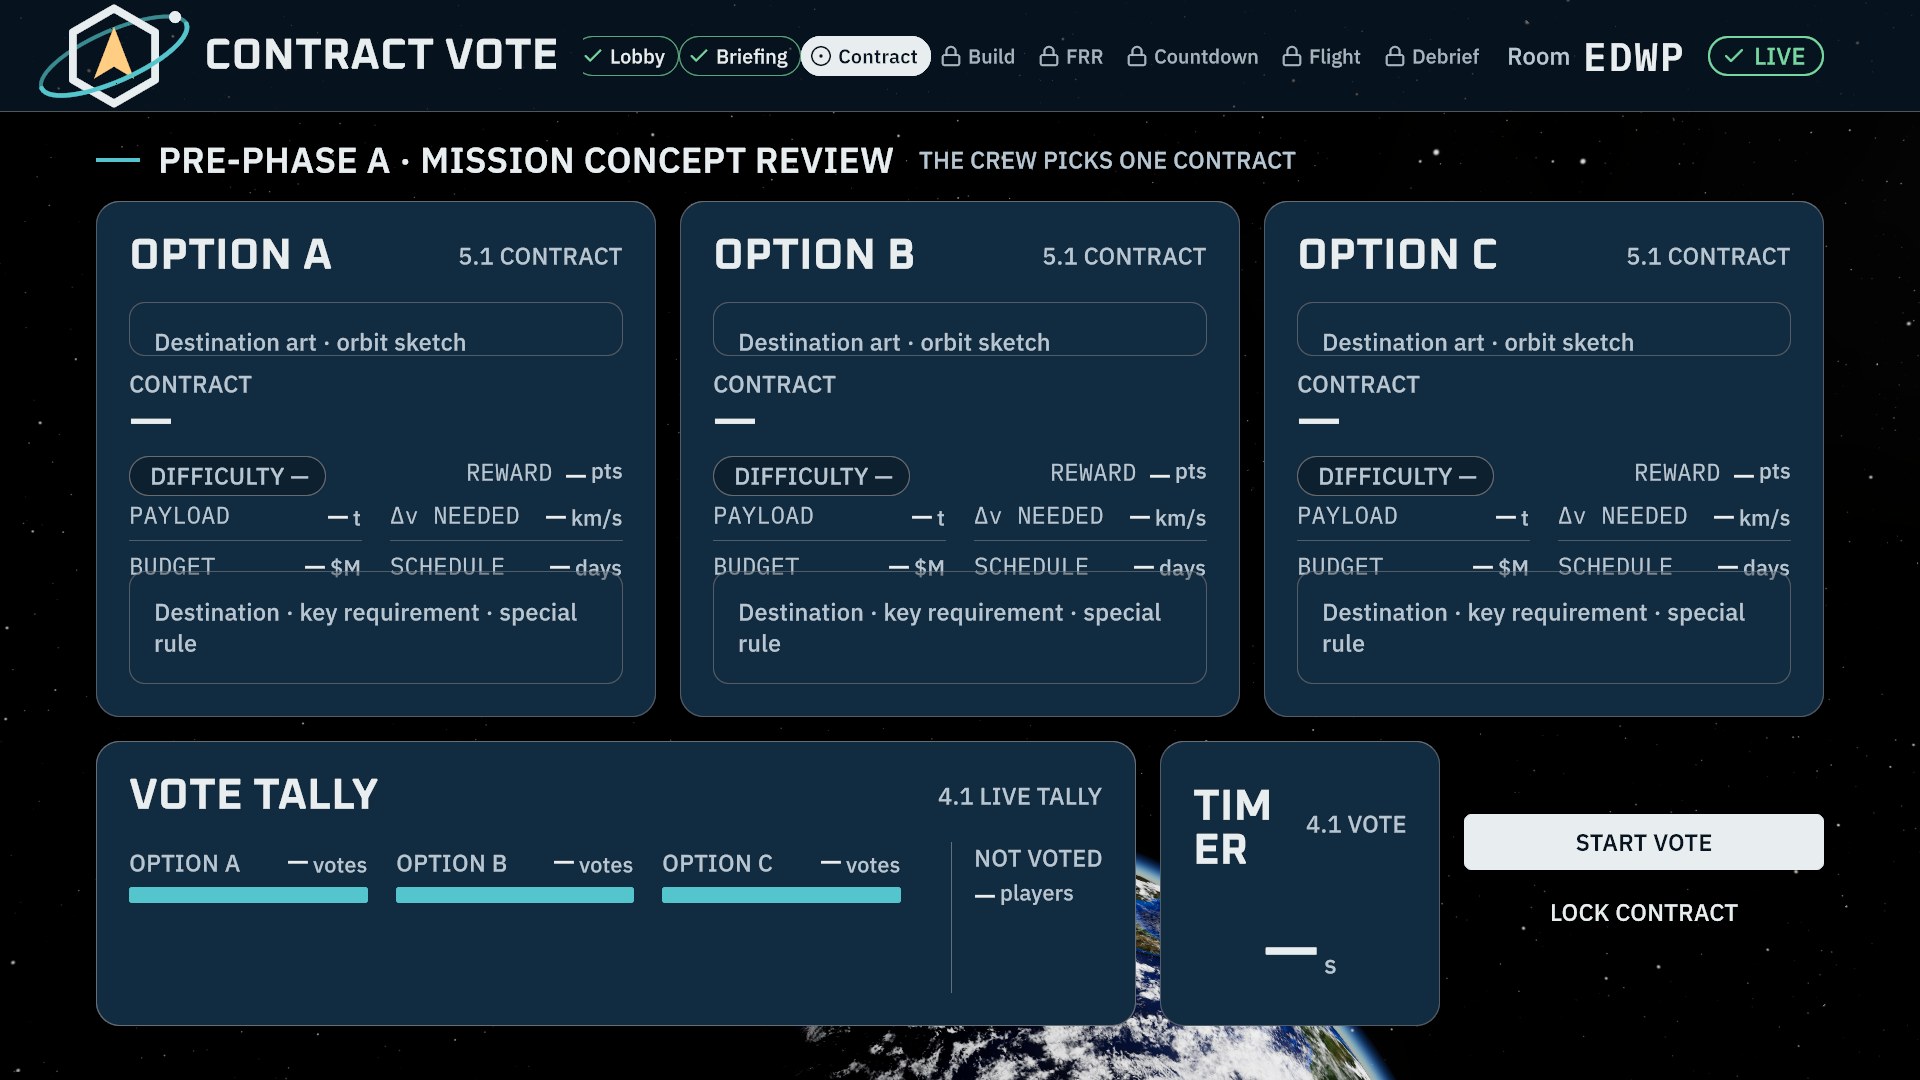 CONTRACT VOTE
Lobby
Briefing
Contract
Build
FRR
Countdown
Flight
Debrief
Room EDWP
LIVE
PRE-PHASE A · MISSION CONCEPT REVIEW
THE CREW PICKS ONE CONTRACT
OPTION A
5.1 CONTRACT
Destination art · orbit sketch
CONTRACT
—
DIFFICULTY —
REWARD — pts
PAYLOAD — t
Δv NEEDED — km/s
BUDGET — $M
SCHEDULE — days
Destination · key requirement · special
rule
OPTION B
5.1 CONTRACT
Destination art · orbit sketch
CONTRACT
—
DIFFICULTY —
REWARD — pts
PAYLOAD — t
Δv NEEDED — km/s
BUDGET — $M
SCHEDULE — days
Destination · key requirement · special
rule
OPTION C
5.1 CONTRACT
Destination art · orbit sketch
CONTRACT
—
DIFFICULTY —
REWARD — pts
PAYLOAD — t
Δv NEEDED — km/s
BUDGET — $M
SCHEDULE — days
Destination · key requirement · special
rule
VOTE TALLY
4.1 LIVE TALLY
OPTION A — votes
OPTION B — votes
OPTION C — votes
NOT VOTED
— players
TIM
ER
4.1 VOTE
— s
START VOTE
LOCK CONTRACT